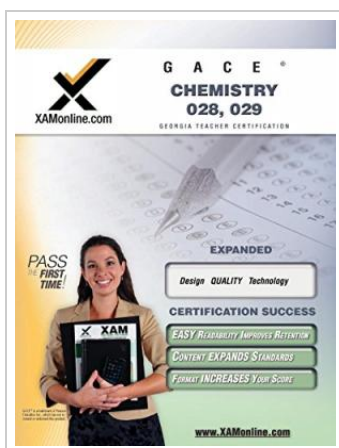 G A C E ®
CHEMISTRY
028, 029
GEORGIA TEACHER CERTIFICATION
XAMonline.com
EXPANDED
Design QUALITY Technology
PASS
THE FIRST
TIME!
CERTIFICATION SUCCESS
EASY READABILITY IMPROVES RETENTION
CONTENT EXPANDS STANDARDS
FORMAT INCREASES YOUR SCORE
XAM
www.XAMonline.com